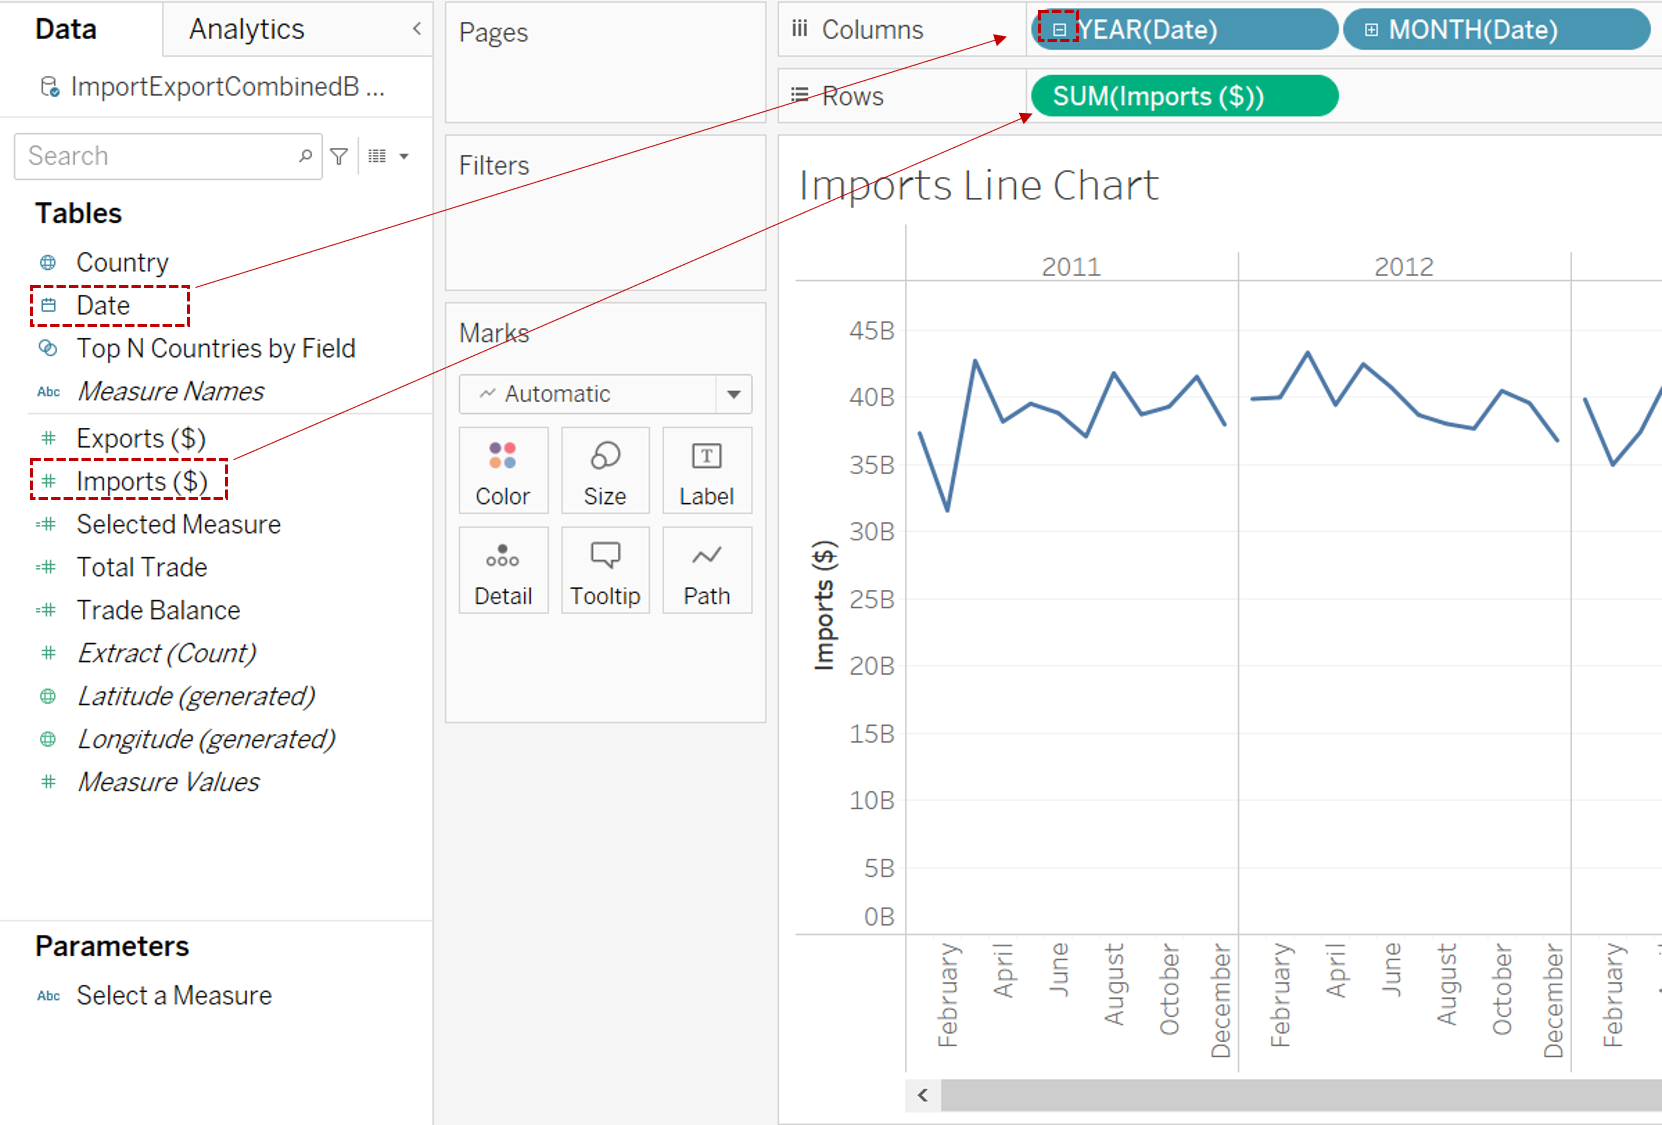 Data
Analytics
ImportExportCombinedB ...
Search
Tables
Country
Date
Top N Countries by Field
Abc Measure Names
Exports ($)
Imports ($)
Selected Measure
Total Trade
Trade Balance
Extract (Count)
Latitude (generated)
Longitude (generated)
Measure Values
Parameters
Abc Select a Measure
Pages
Filters
Marks
Automatic
Color Size Label
Detail Tooltip Path
Columns YEAR(Date) MONTH(Date)
Rows SUM(Imports ($))
Imports Line Chart
2011 2012
45B
40B
35B
30B
25B
20B
15B
10B
5B
0B
Imports ($)
February
April
June
August
October
December
February
April
June
August
October
December
February